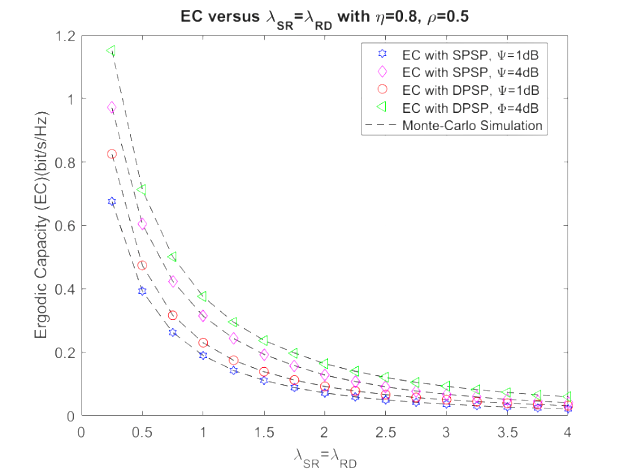 EC versus λSR=λRD with η=0.8, ρ=0.5
1.2
1
0.8
0.6
0.4
0.2
0
Ergodic Capacity (EC)(bit/s/Hz)
EC with SPSP, Ψ=1dB
EC with SPSP, Ψ=4dB
EC with DPSP, Ψ=1dB
EC with DPSP, Φ=4dB
Monte-Carlo Simulation
0 0.5 1 1.5 2 2.5 3 3.5 4
λSR=λRD